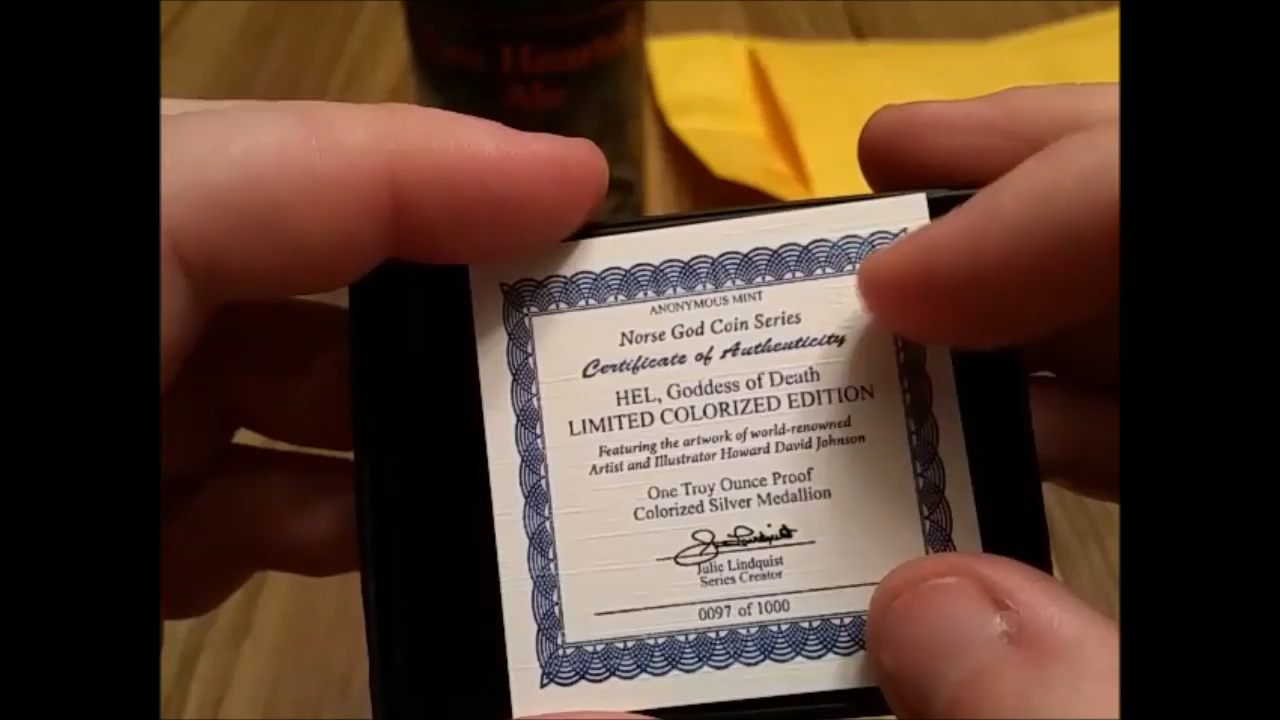 Hearted
Ale
ANONYMOUS MINT
Norse God Coin Series
Certificate of Authenticity
HEL, Goddess of Death
LIMITED COLORIZED EDITION
Featuring the artwork of world-renowned
Artist and Illustrator Howard David Johnson
One Troy Ounce Proof
Colorized Silver Medallion
Julie Lindquist
Series Creator
0097 of 1000